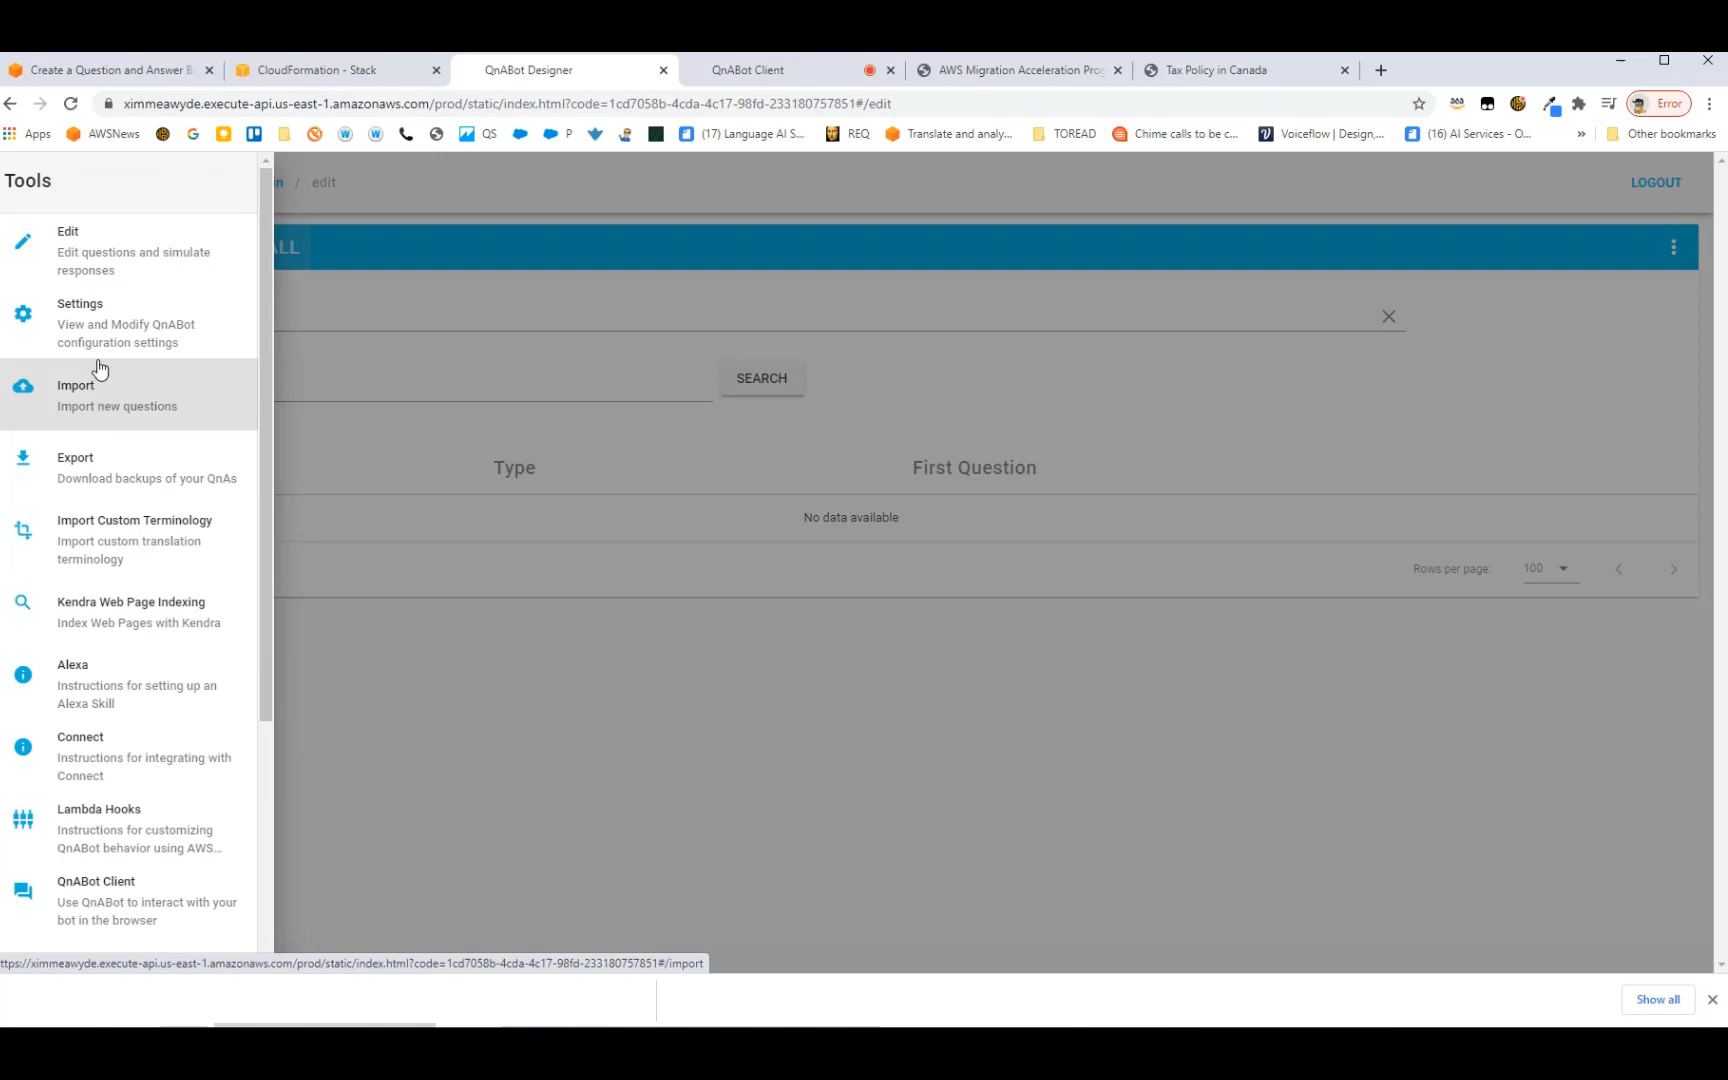 Create a Question and Answer B
CloudFormation - Stack
QnABot Designer
QnABot Client
AWS Migration Acceleration Pro
Tax Policy in Canada
ximmeawyde.execute-api.us-east-1.amazonaws.com/prod/static/index.html?code=1cd7058b-4cda-4c17-98fd-233180757851#/edit
Error
Apps
AWSNews
QS
P
(17) Language AI S...
REQ
Translate and analy...
TOREAD
Chime calls to be c...
Voiceflow | Design,...
(16) AI Services - O...
»
Other bookmarks
Tools
in / edit
LOGOUT
Edit
Edit questions and simulate
responses
ALL
Settings
View and Modify QnABot
configuration settings
Import
Import new questions
SEARCH
Export
Download backups of your QnAs
Type
First Question
No data available
Import Custom Terminology
Import custom translation
terminology
Rows per page:
100
Kendra Web Page Indexing
Index Web Pages with Kendra
Alexa
Instructions for setting up an
Alexa Skill
Connect
Instructions for integrating with
Connect
Lambda Hooks
Instructions for customizing
QnABot behavior using AWS...
QnABot Client
Use QnABot to interact with your
bot in the browser
ttps://ximmeawyde.execute-api.us-east-1.amazonaws.com/prod/static/index.html?code=1cd7058b-4cda-4c17-98fd-233180757851#/import
Show all